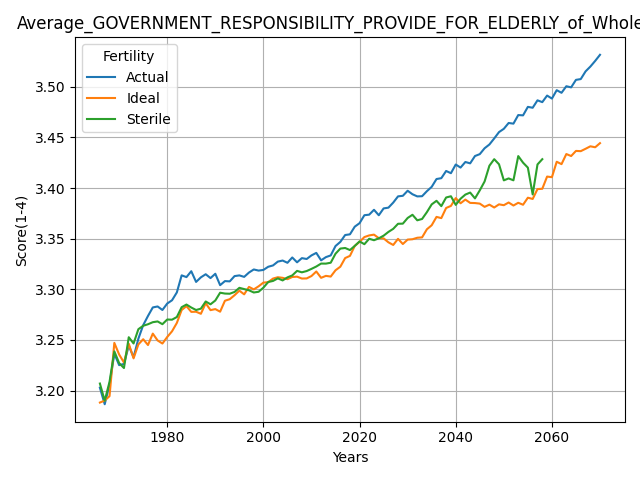 Average_GOVERNMENT_RESPONSIBILITY_PROVIDE_FOR_ELDERLY_of_Whole
Fertility
Actual
Ideal
Sterile
Score(1-4)
3.50
3.45
3.40
3.35
3.30
3.25
3.20
1980 2000 2020 2040 2060
Years